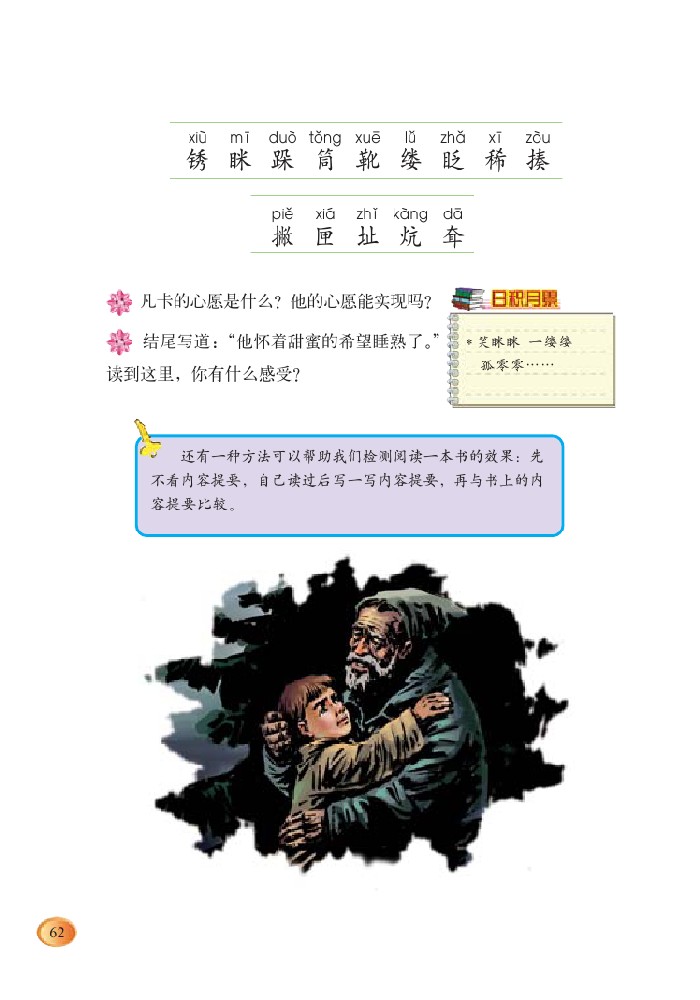 xiù mī duò tǒng xuē lǚ zhǎ xī zòu
锈 眯 跺 筒 靴 缕 眨 稀 揍
piě xiá zhǐ kàng dā
撇 匣 址 炕 耷
凡卡的心愿是什么？他的心愿能实现吗？
结尾写道：“他怀着甜蜜的希望睡熟了。”
读到这里，你有什么感受？
日积月累
*笑眯眯 一缕缕
孤零零……
还有一种方法可以帮助我们检测阅读一本书的效果：先
不看内容提要，自己读过后写一写内容提要，再与书上的内
容提要比较。
62